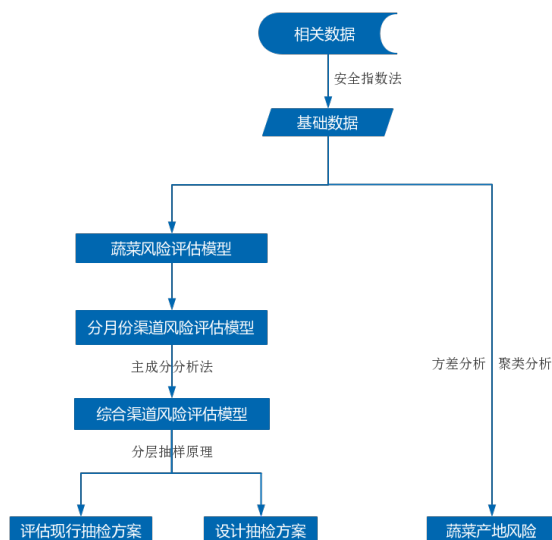 相关数据
安全指数法
基础数据
蔬菜风险评估模型
分月份渠道风险评估模型
主成分分析法
方差分析 聚类分析
综合渠道风险评估模型
分层抽样原理
评估现行抽检方案 设计抽检方案 蔬菜产地风险